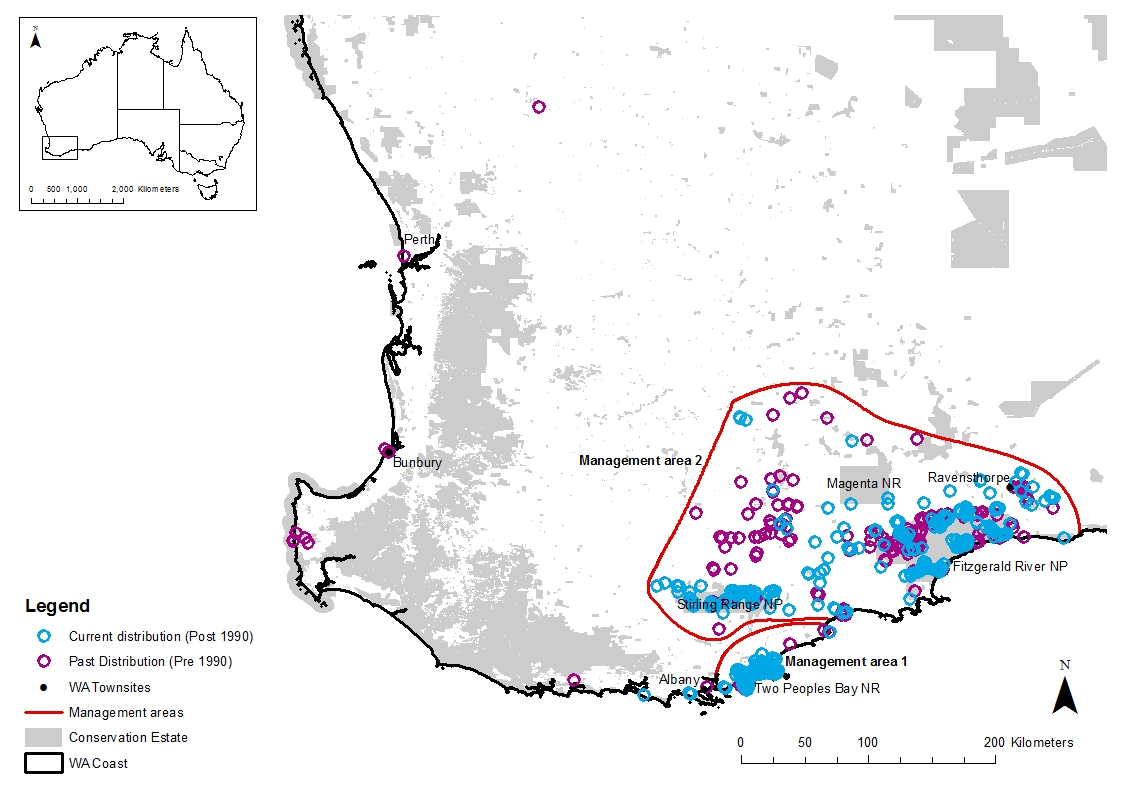 N
0 500 1,000 2,000 Kilometers
Perth
Bunbury
Management area 2
Magenta NR
Ravensthorpe
Fitzgerald River NP
Stirling Range NP
Management area 1
Albany
Two Peoples Bay NR
Legend
Current distribution (Post 1990)
Past Distribution (Pre 1990)
WA Townsites
Management areas
Conservation Estate
WA Coast
N
0 50 100 200 Kilometers